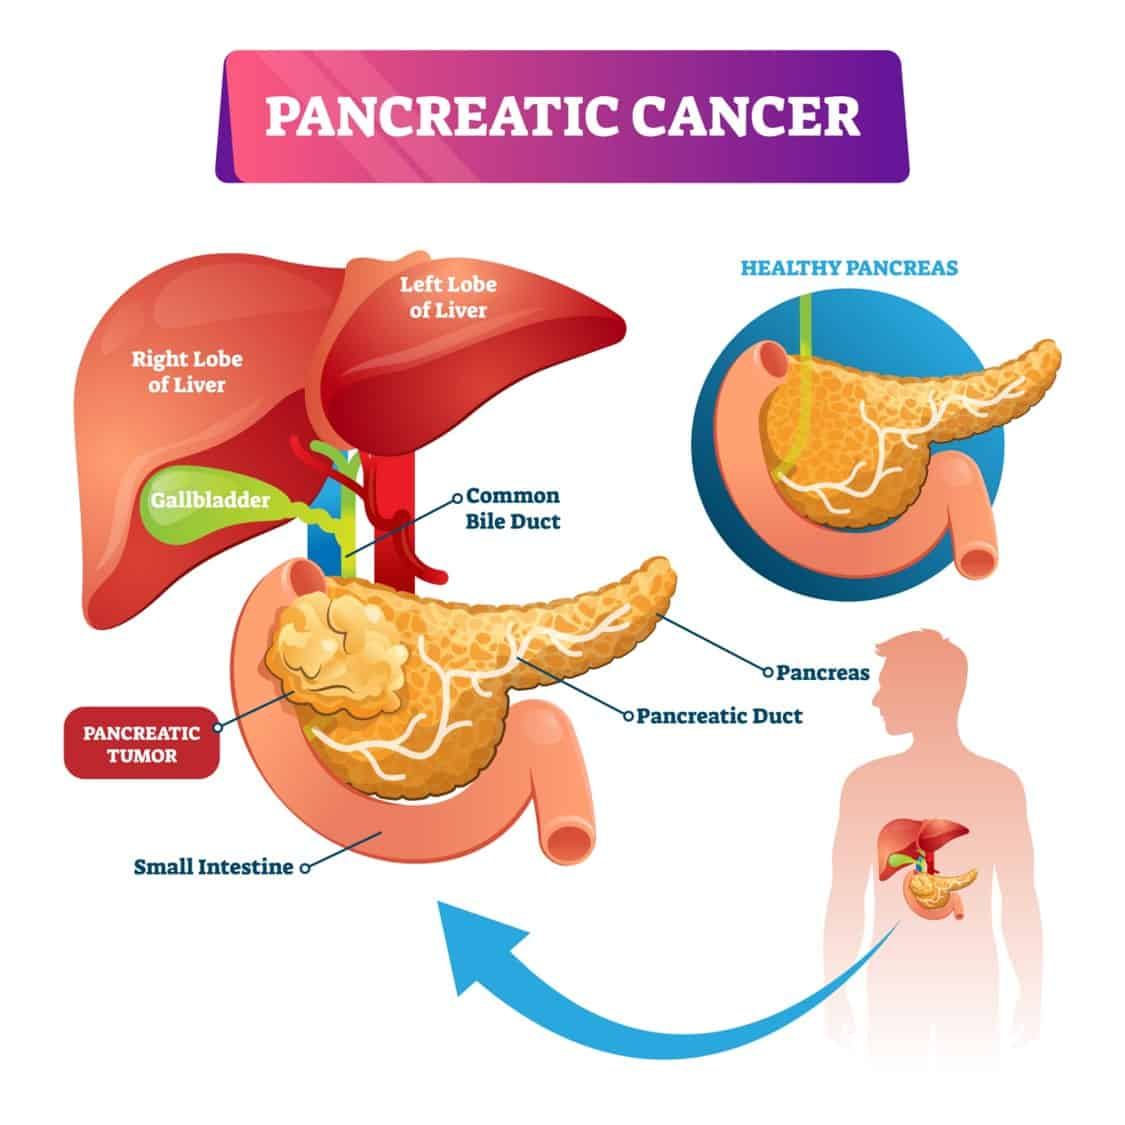 PANCREATIC CANCER
HEALTHY PANCREAS
Left Lobe
of Liver
Right Lobe
of Liver
Gallbladder
Common
Bile Duct
Pancreas
Pancreatic Duct
PANCREATIC
TUMOR
Small Intestine